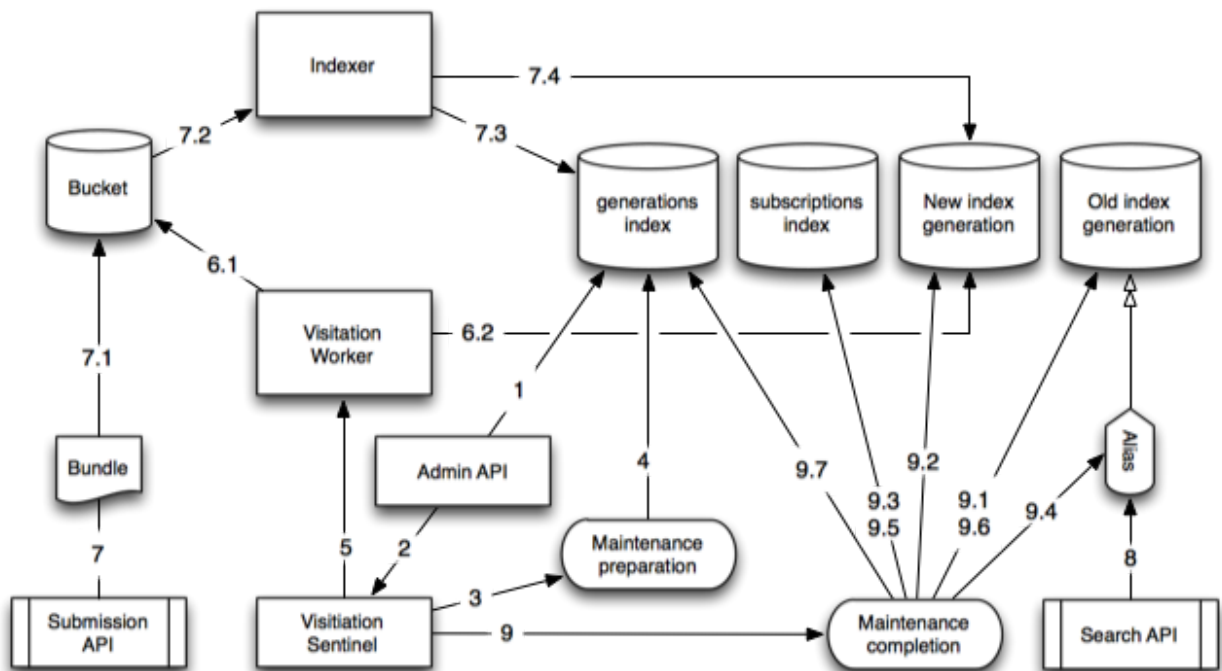 Indexer
7.4
7.2
7.3
Bucket
generations
index
subscriptions
index
New index
generation
Old index
generation
6.1
Visitation
Worker
6.2
7.1
1
Bundle
Admin API
4
9.7
9.2
9.3
9.5
9.1
9.6
9.4
Alias
7
5
2
Maintenance
preparation
8
3
Submission
API
Visitiation
Sentinel
9
Maintenance
completion
Search API